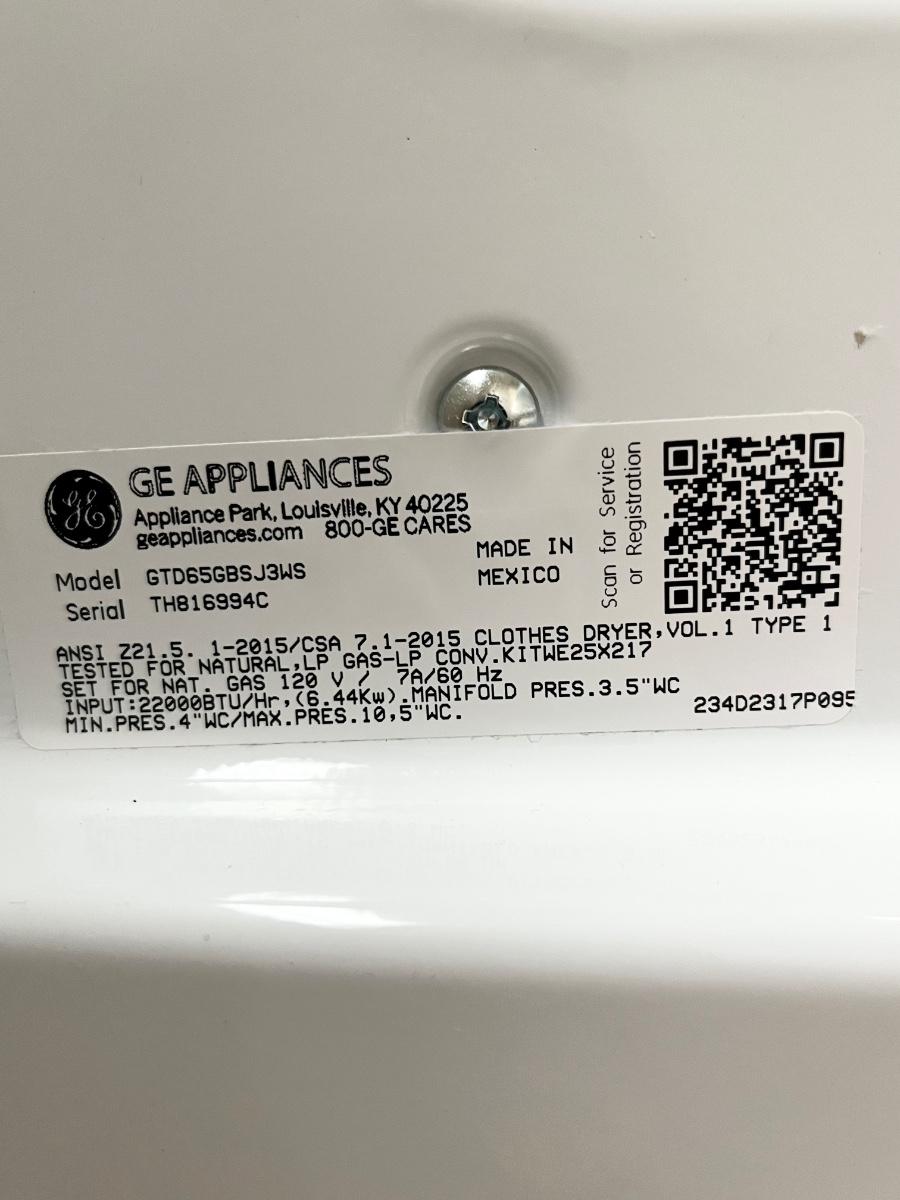 GE APPLIANCES
Appliance Park, Louisville, KY 40225
geappliances.com 800-GE CARES
MADE IN
MEXICO
Model GTD65GBSJ3WS
Serial TH816994C
Scan for Service
or Registration
ANSI Z21.5. 1-2015/CSA 7.1-2015 CLOTHES DRYER,VOL.1 TYPE 1
TESTED FOR NATURAL,LP GAS-LP CONV.KITWE25X217
SET FOR NAT. GAS 120 V / 7A/60 Hz
INPUT:22000BTU/Hr,(6.44Kw).MANIFOLD PRES.3.5"WC
MIN.PRES.4"WC/MAX.PRES.10,5"WC.
234D2317P095